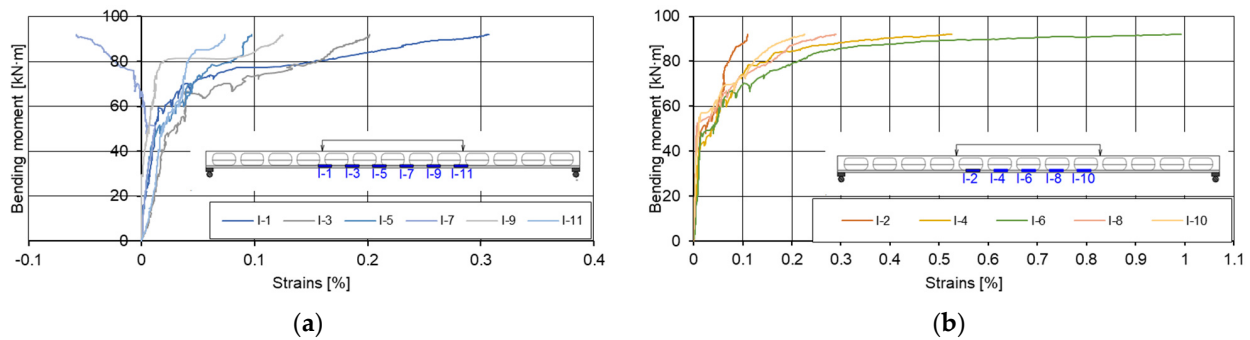 Bending moment [kN·m]
100
80
60
40
20
0
I-1 I-3 I-5 I-7 I-9 I-11
I-1 I-3 I-5 I-7 I-9 I-11
-0.1 0 0.1 0.2 0.3 0.4
Strains [%]
(a)
Bending moment [kN·m]
100
80
60
40
20
0
I-2 I-4 I-6 I-8 I-10
I-2 I-4 I-6 I-8 I-10
0 0.1 0.2 0.3 0.4 0.5 0.6 0.7 0.8 0.9 1 1.1
Strains [%]
(b)